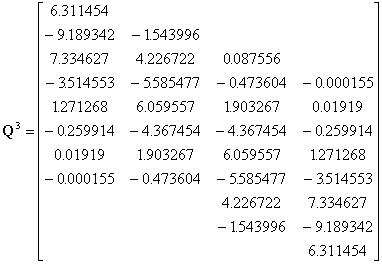 6.311454
- 9.189342 - 1.543996
7.334627 4.226722 0.087556
- 3.514553 - 5.585477 - 0.473604 - 0.000155
1.271268 6.059557 1.903267 0.01919
Q³ = - 0.259914 - 4.367454 - 4.367454 - 0.259914
0.01919 1.903267 6.059557 1.271268
- 0.000155 - 0.473604 - 5.585477 - 3.514553
4.226722 7.334627
- 1.543996 - 9.189342
6.311454